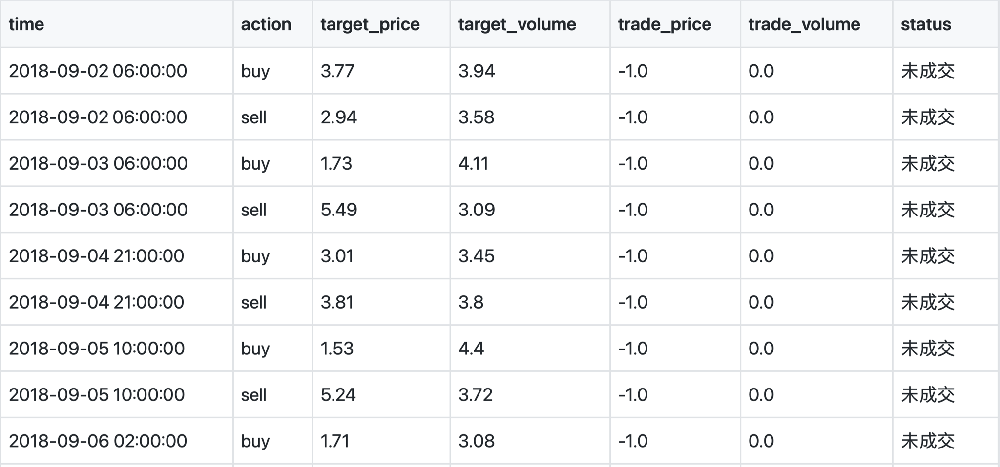 time action target_price target_volume trade_price trade_volume status
2018-09-02 06:00:00 buy 3.77 3.94 -1.0 0.0 未成交
2018-09-02 06:00:00 sell 2.94 3.58 -1.0 0.0 未成交
2018-09-03 06:00:00 buy 1.73 4.11 -1.0 0.0 未成交
2018-09-03 06:00:00 sell 5.49 3.09 -1.0 0.0 未成交
2018-09-04 21:00:00 buy 3.01 3.45 -1.0 0.0 未成交
2018-09-04 21:00:00 sell 3.81 3.8 -1.0 0.0 未成交
2018-09-05 10:00:00 buy 1.53 4.4 -1.0 0.0 未成交
2018-09-05 10:00:00 sell 5.24 3.72 -1.0 0.0 未成交
2018-09-06 02:00:00 buy 1.71 3.08 -1.0 0.0 未成交